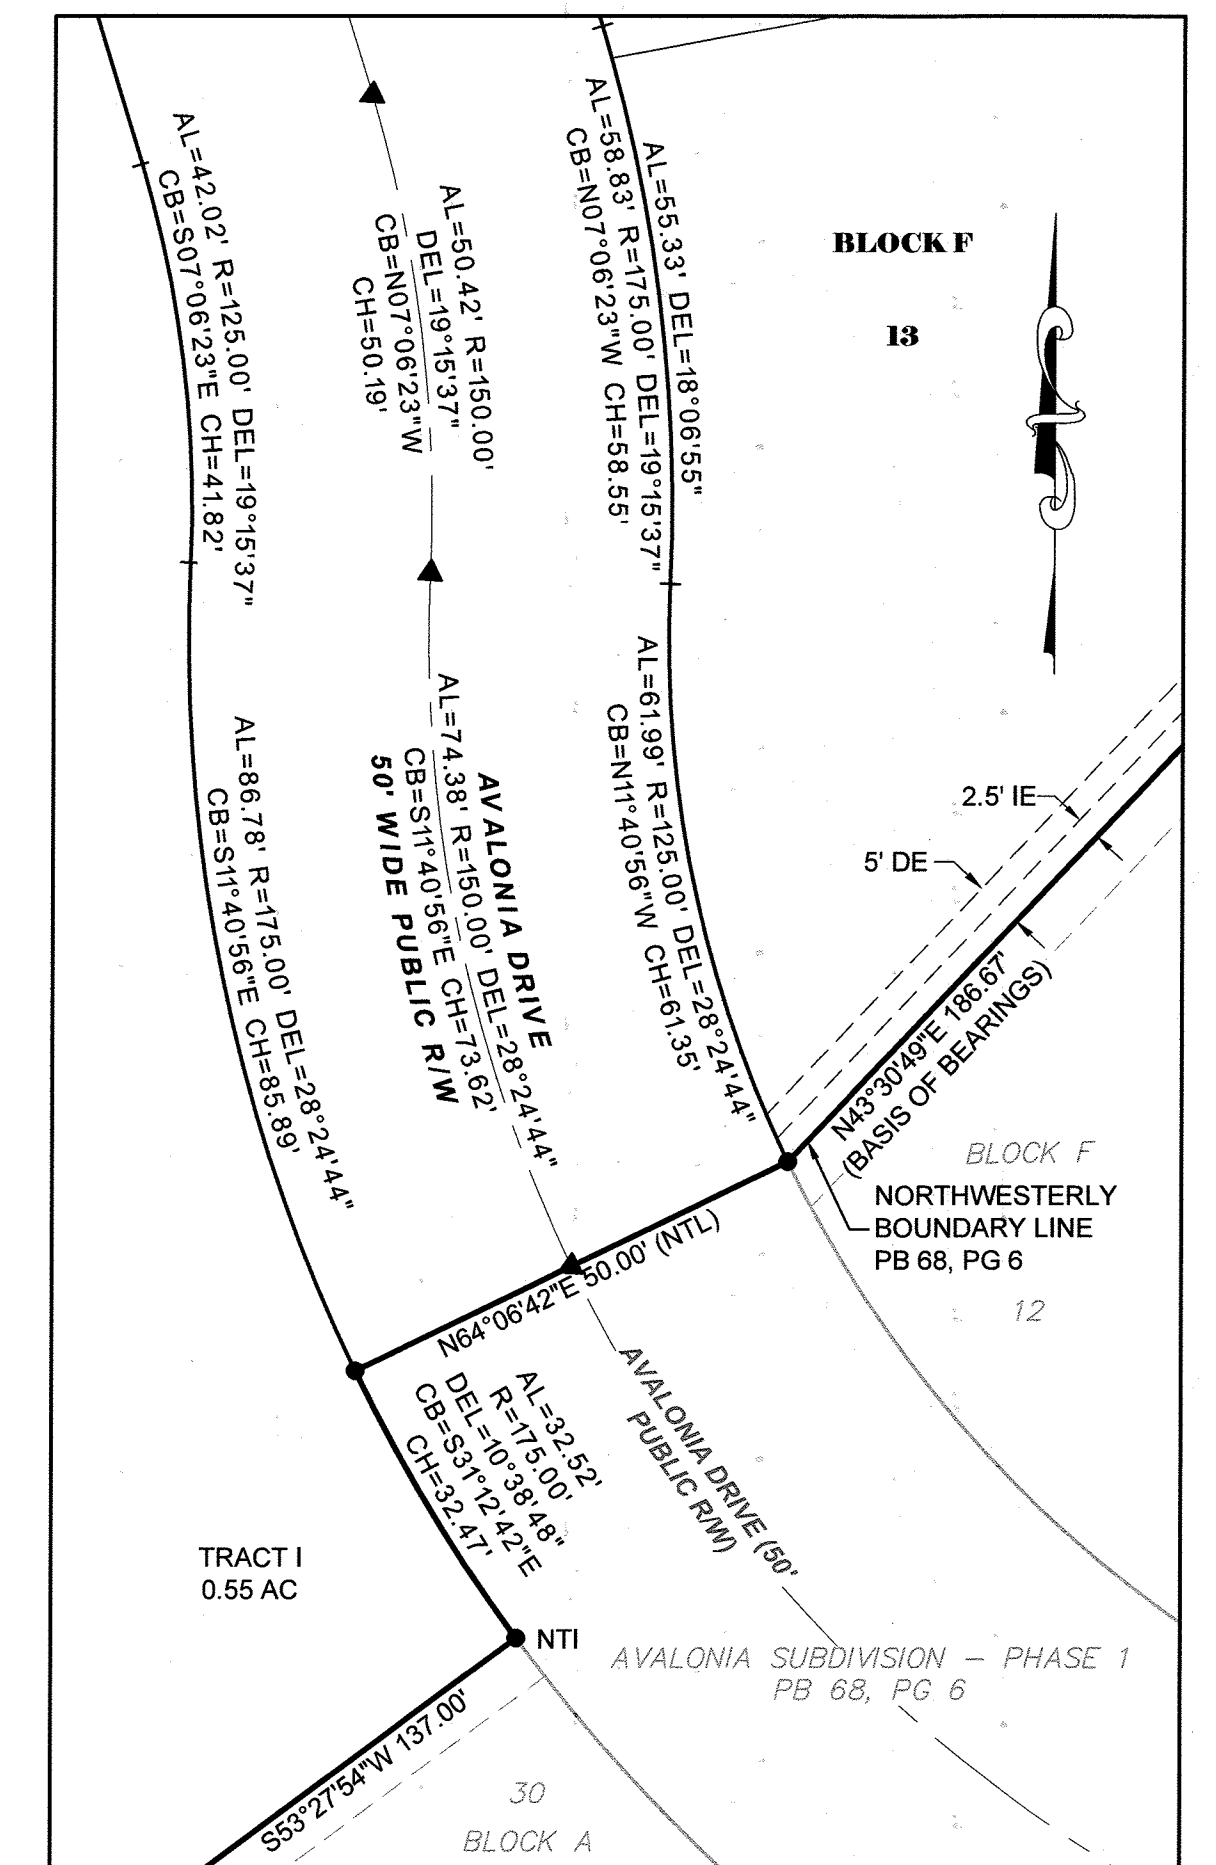 AL=42.02' R=125.00' DEL=19°15'37"
CB=S07°06'23"E CH=41.82'
AL=50.42' R=150.00'
DEL=19°15'37"
CB=N07°06'23"W
CH=50.19'
AL=55.33' DEL=18°06'55"
AL=58.83' R=175.00' DEL=19°15'37"
CB=N07°06'23"W CH=58.55'
BLOCK F
13
AL=86.78' R=175.00' DEL=28°24'44"
CB=S11°40'56"E CH=85.89'
AVALONIA DRIVE
AL=74.38' R=150.00' DEL=28°24'44"
CB=S11°40'56"E CH=73.62'
50' WIDE PUBLIC R/W
AL=61.99' R=125.00' DEL=28°24'44"
CB=N11°40'56"W CH=61.35'
2.5' IE
5' DE
N43°30'49"E 186.67'
(BASIS OF BEARINGS)
BLOCK F
NORTHWESTERLY
BOUNDARY LINE
PB 68, PG 6
12
N64°06'42"E 50.00' (NTL)
AL=32.52'
R=175.00'
DEL=10°38'48"
CB=S31°12'42"E
CH=32.47'
AVALONIA DRIVE (50'
PUBLIC R/W)
TRACT I
0.55 AC
NTI
AVALONIA SUBDIVISION – PHASE 1
PB 68, PG 6
S53°27'54"W 137.00'
30
BLOCK A